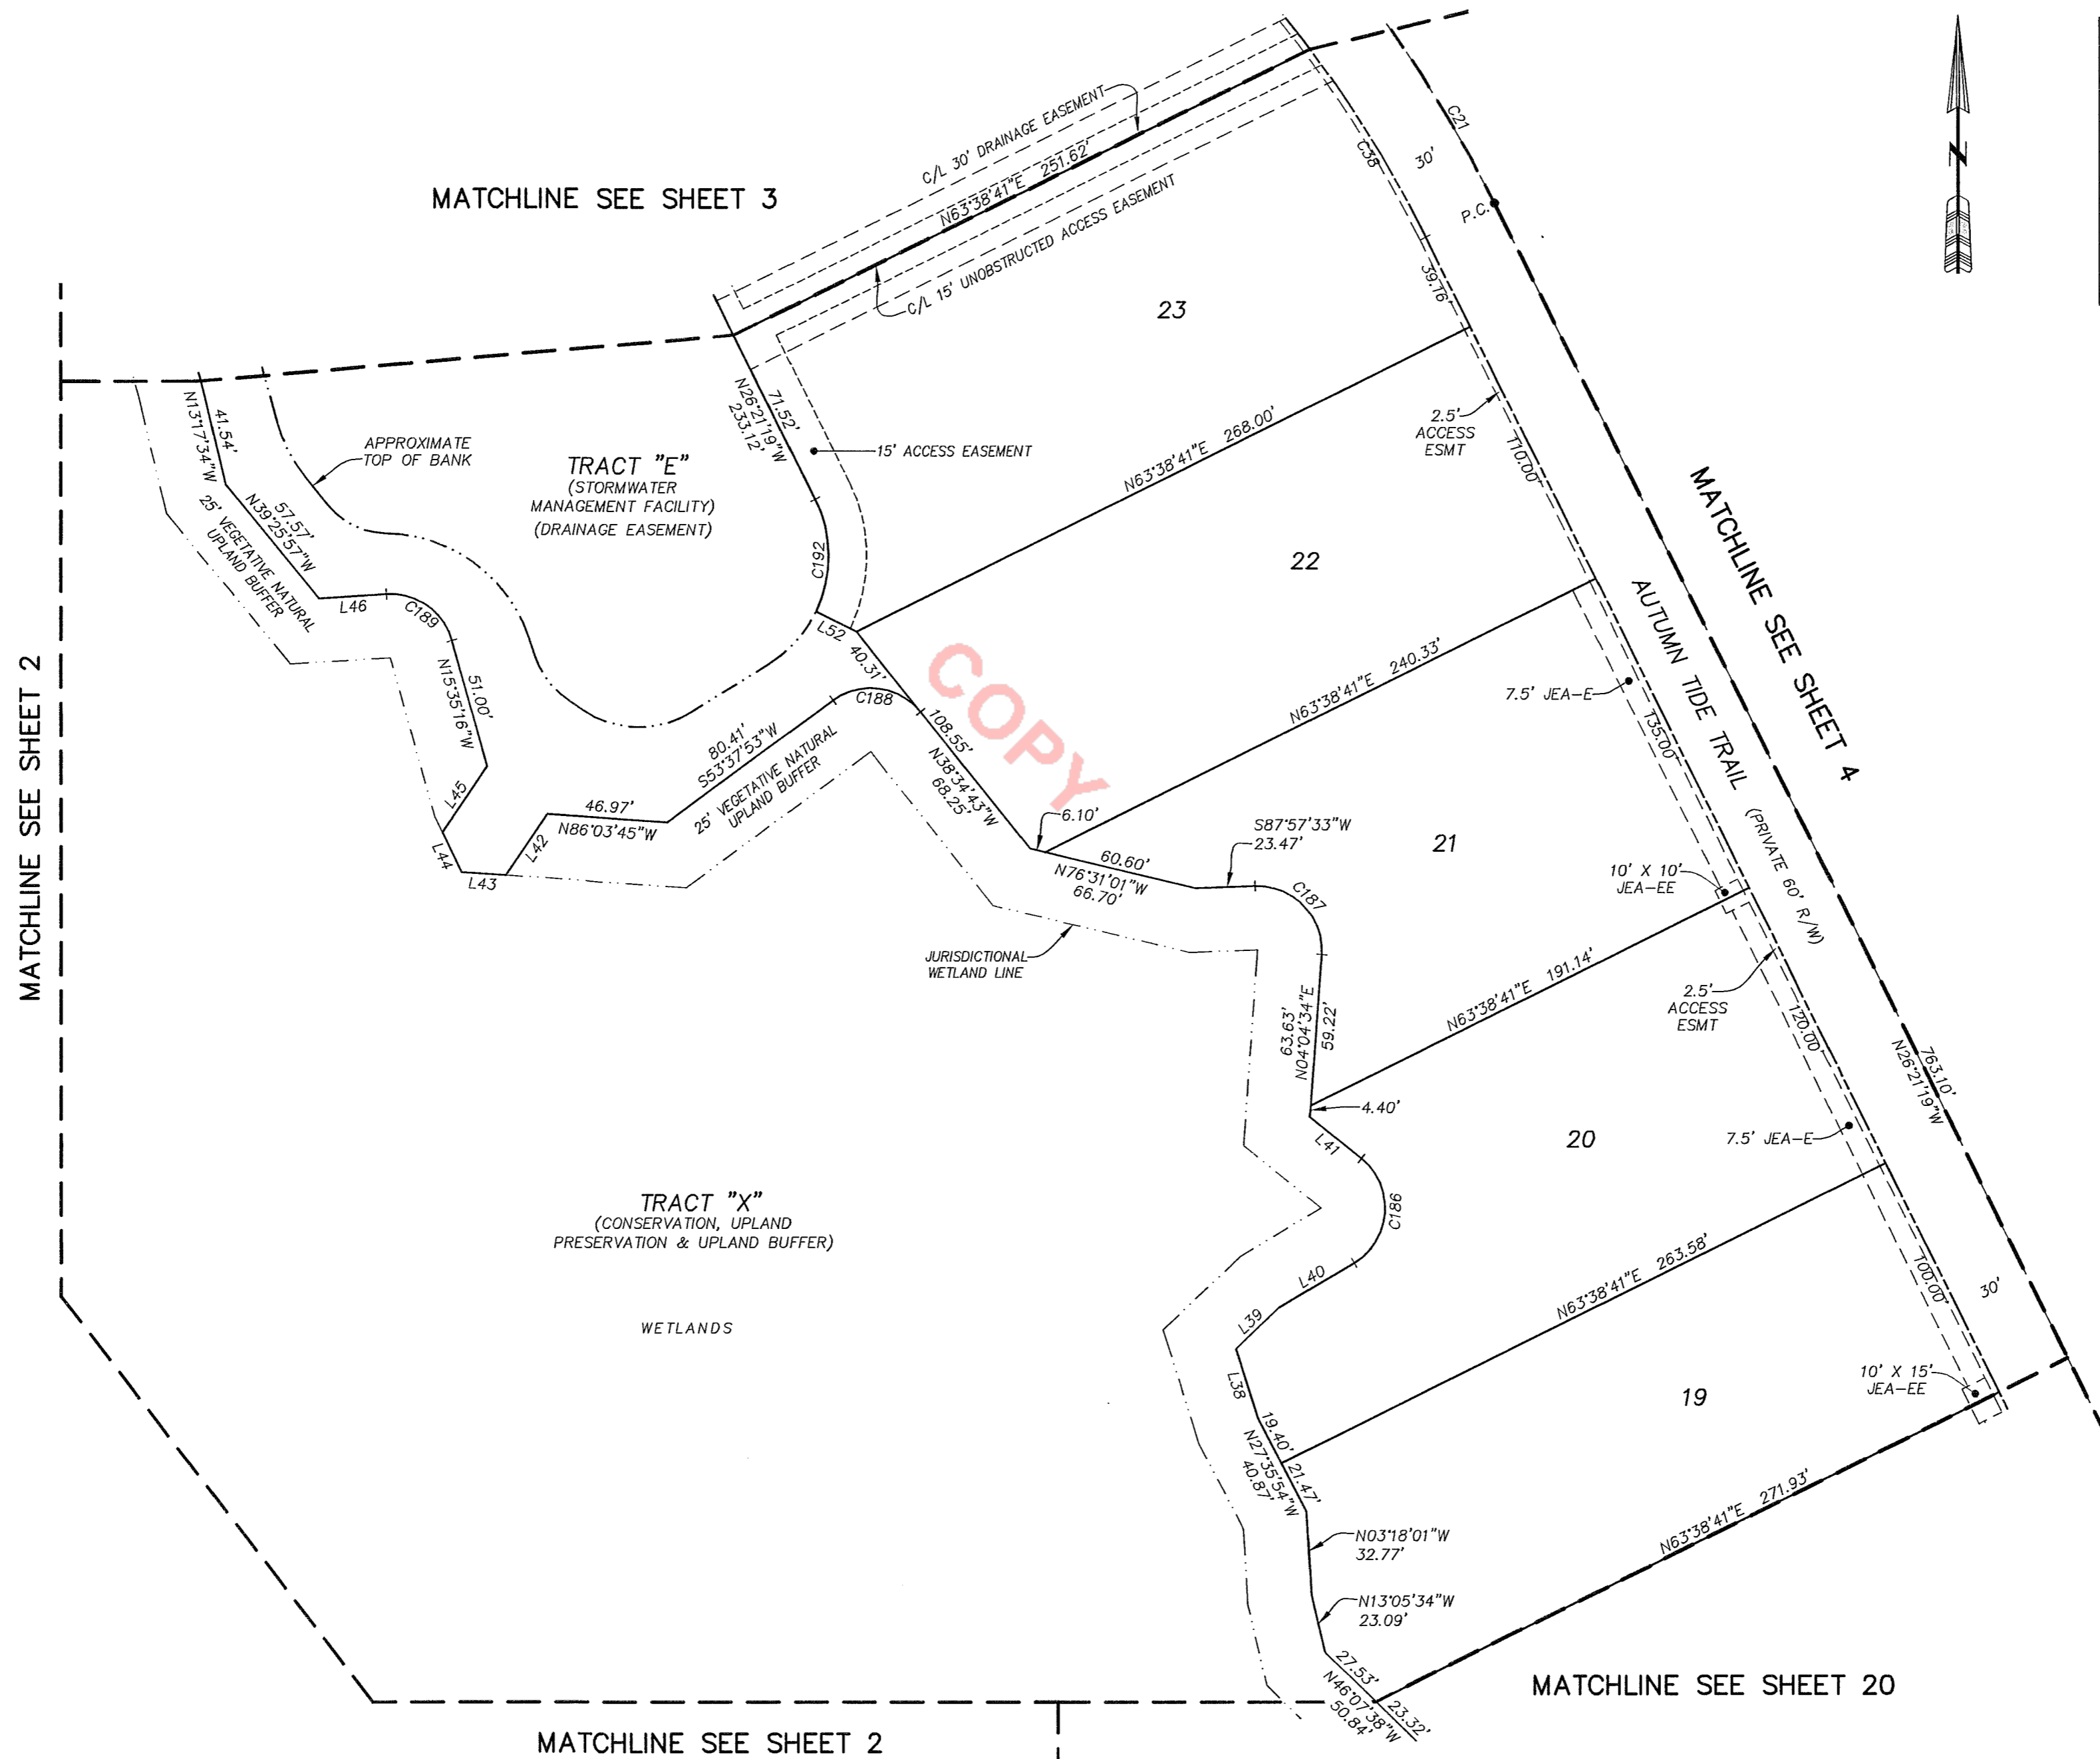 C/L 30' DRAINAGE EASEMENT
N63°38'41"E 251.62'
C/L 15' UNOBSTRUCTED ACCESS EASEMENT
MATCHLINE SEE SHEET 3
C21
C38
30'
P.C.
N
39.16'
23
N26°21'19"W
233.12'
71.52'
15' ACCESS EASEMENT
N13°17'34"W
41.54'
APPROXIMATE
TOP OF BANK
TRACT "E"
(STORMWATER
MANAGEMENT FACILITY)
(DRAINAGE EASEMENT)
N63°38'41"E 268.00'
2.5'
ACCESS
ESMT
110.00'
MATCHLINE SEE SHEET 4
57.57'
N39°25'57"W
25' VEGETATIVE NATURAL
UPLAND BUFFER
L46
C189
C192
L52
22
AUTUMN TIDE TRAIL
(PRIVATE 60' R/W)
40.31'
COPY
N63°38'41"E 240.33'
7.5' JEA-E
135.00'
51.00'
N15°35'16"W
C188
108.55'
N38°34'43"W
68.25'
80.41'
S53°37'53"W
25' VEGETATIVE NATURAL
UPLAND BUFFER
MATCHLINE SEE SHEET 2
L45
46.97'
N86°03'45"W
L42
L44
L43
6.10'
S87°57'33"W
23.47'
60.60'
N76°31'01"W
66.70'
C187
21
10' X 10'
JEA-EE
JURISDICTIONAL
WETLAND LINE
63.63'
N04°04'34"E
59.22'
N63°38'41"E 191.14'
2.5'
ACCESS
ESMT
120.00'
763.10'
N26°21'19"W
4.40'
L41
20
7.5' JEA-E
C186
TRACT "X"
(CONSERVATION, UPLAND
PRESERVATION & UPLAND BUFFER)
WETLANDS
L40
L39
L38
N63°38'41"E 263.58'
100.00'
30'
10' X 15'
JEA-EE
19
19.40'
N27°35'54"W
40.87'
21.47'
N63°38'41"E 271.93'
N03°18'01"W
32.77'
N13°05'34"W
23.09'
27.53'
N46°07'38"W
50.84'
23.32'
MATCHLINE SEE SHEET 20
MATCHLINE SEE SHEET 2